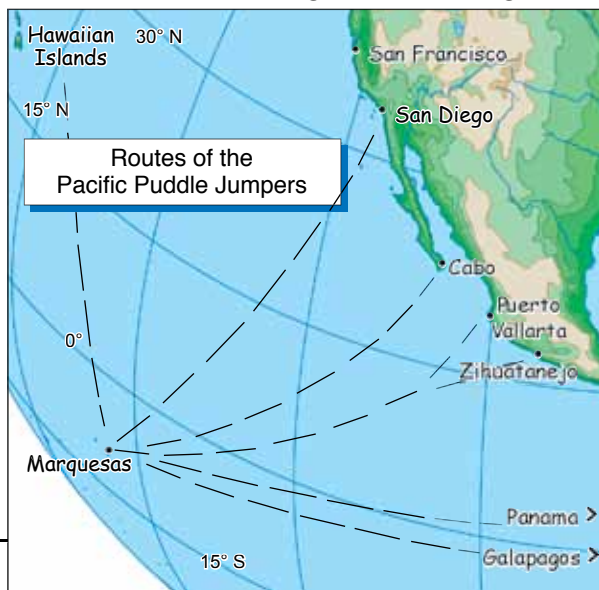 Hawaiian
Islands
30° N
San Francisco
15° N
San Diego
Routes of the
Pacific Puddle Jumpers
Cabo
Puerto
Vallarta
0°
Zihuatanejo
Marquesas
Panama >
Galapagos >
15° S